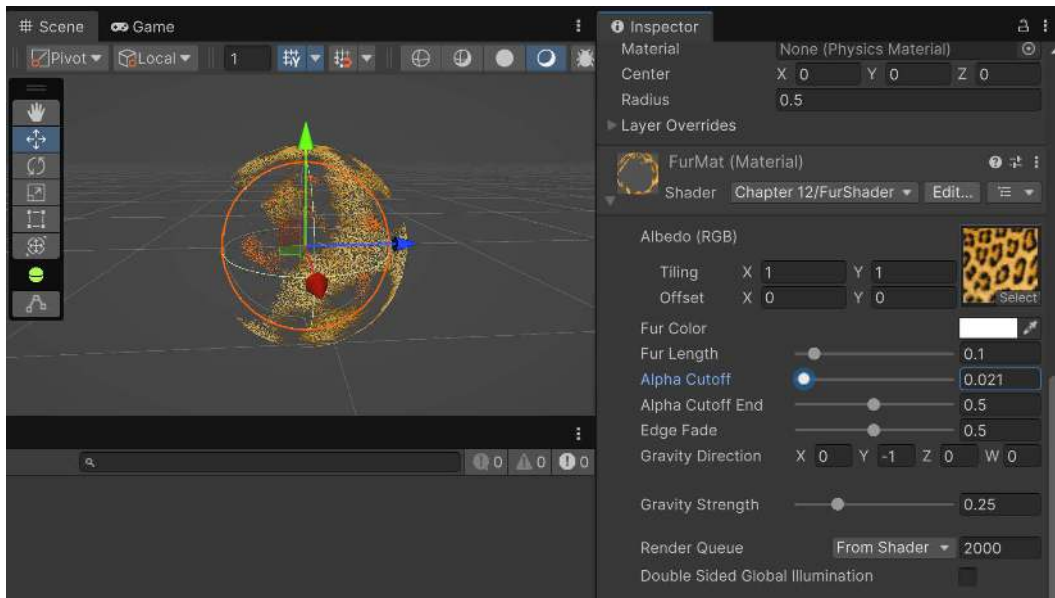 Scene Game
Pivot Local 1
Inspector
Material None (Physics Material)
Center X 0 Y 0 Z 0
Radius 0.5
Layer Overrides
FurMat (Material)
Shader Chapter 12/FurShader Edit...
Albedo (RGB)
Tiling X 1 Y 1
Offset X 0 Y 0
Select
Fur Color
Fur Length 0.1
Alpha Cutoff 0.021
Alpha Cutoff End 0.5
Edge Fade 0.5
Gravity Direction X 0 Y -1 Z 0 W 0
Gravity Strength 0.25
Render Queue From Shader 2000
Double Sided Global Illumination
0 0 0